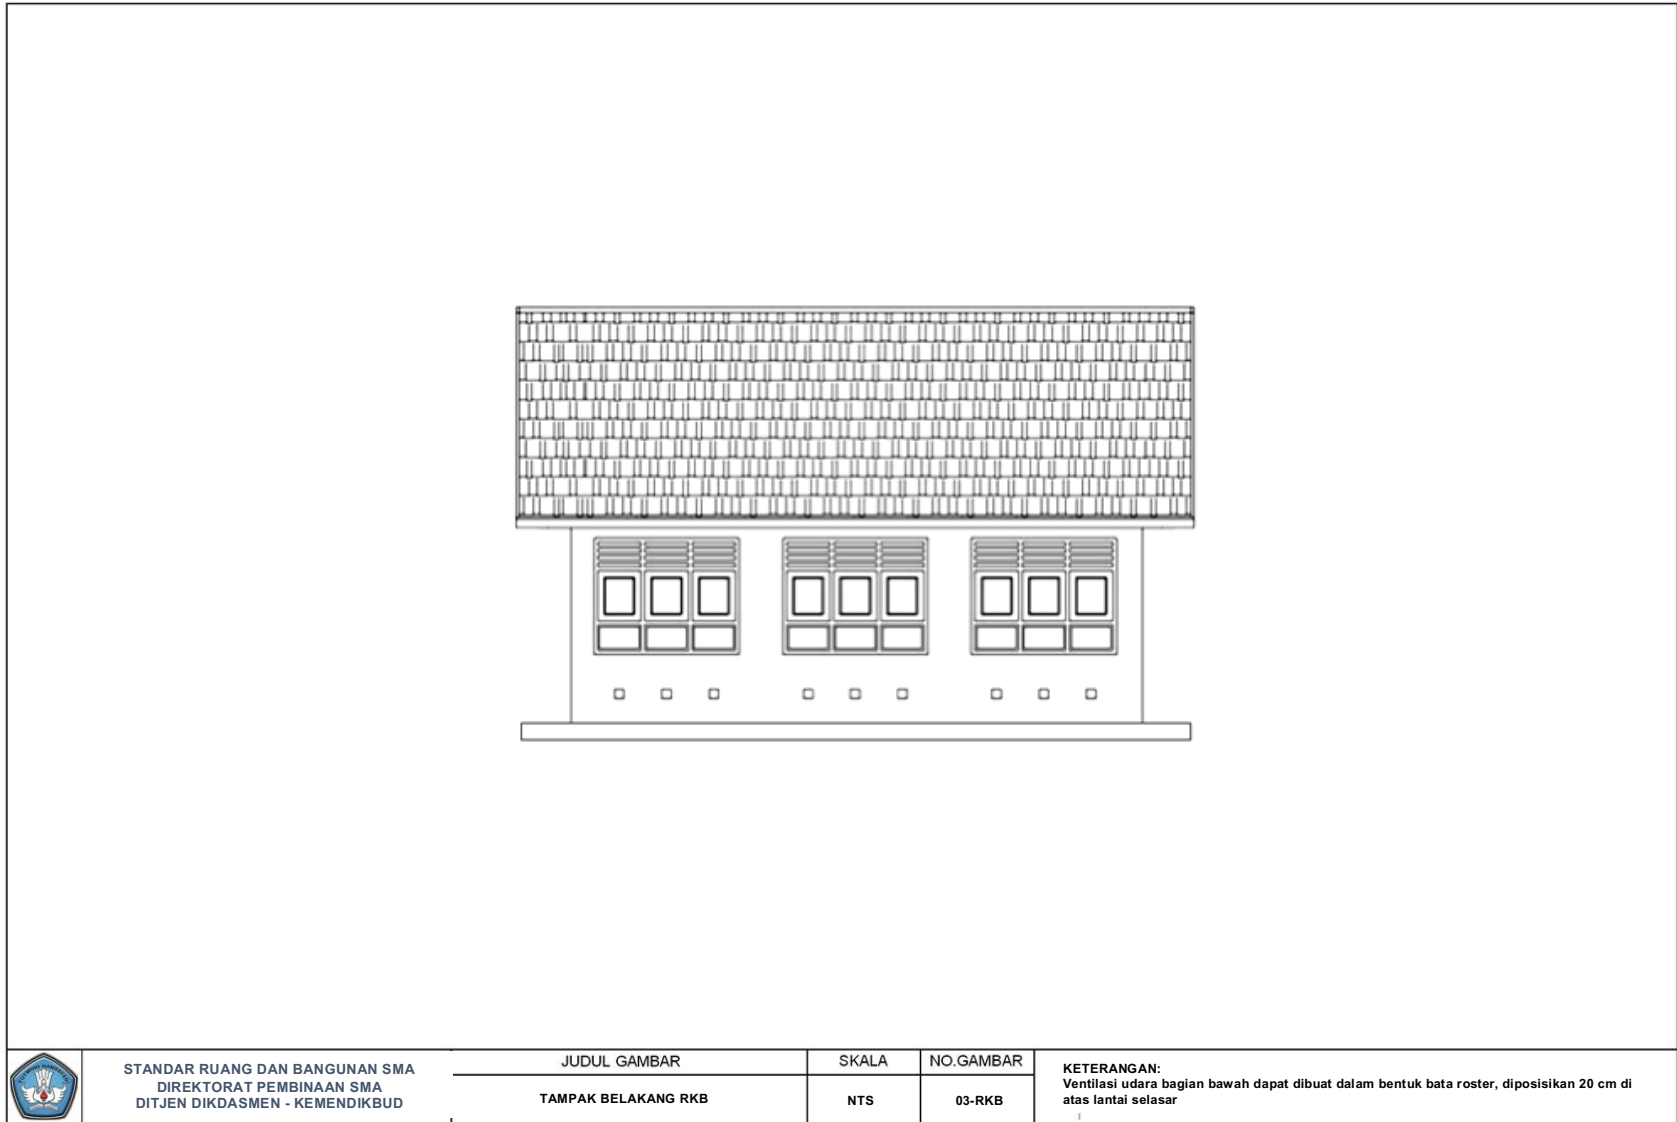 STANDAR RUANG DAN BANGUNAN SMA
DIREKTORAT PEMBINAAN SMA
DITJEN DIKDASMEN - KEMENDIKBUD
JUDUL GAMBAR
TAMPAK BELAKANG RKB
SKALA
NTS
NO.GAMBAR
03-RKB
KETERANGAN:
Ventilasi udara bagian bawah dapat dibuat dalam bentuk bata roster, diposisikan 20 cm di
atas lantai selasar